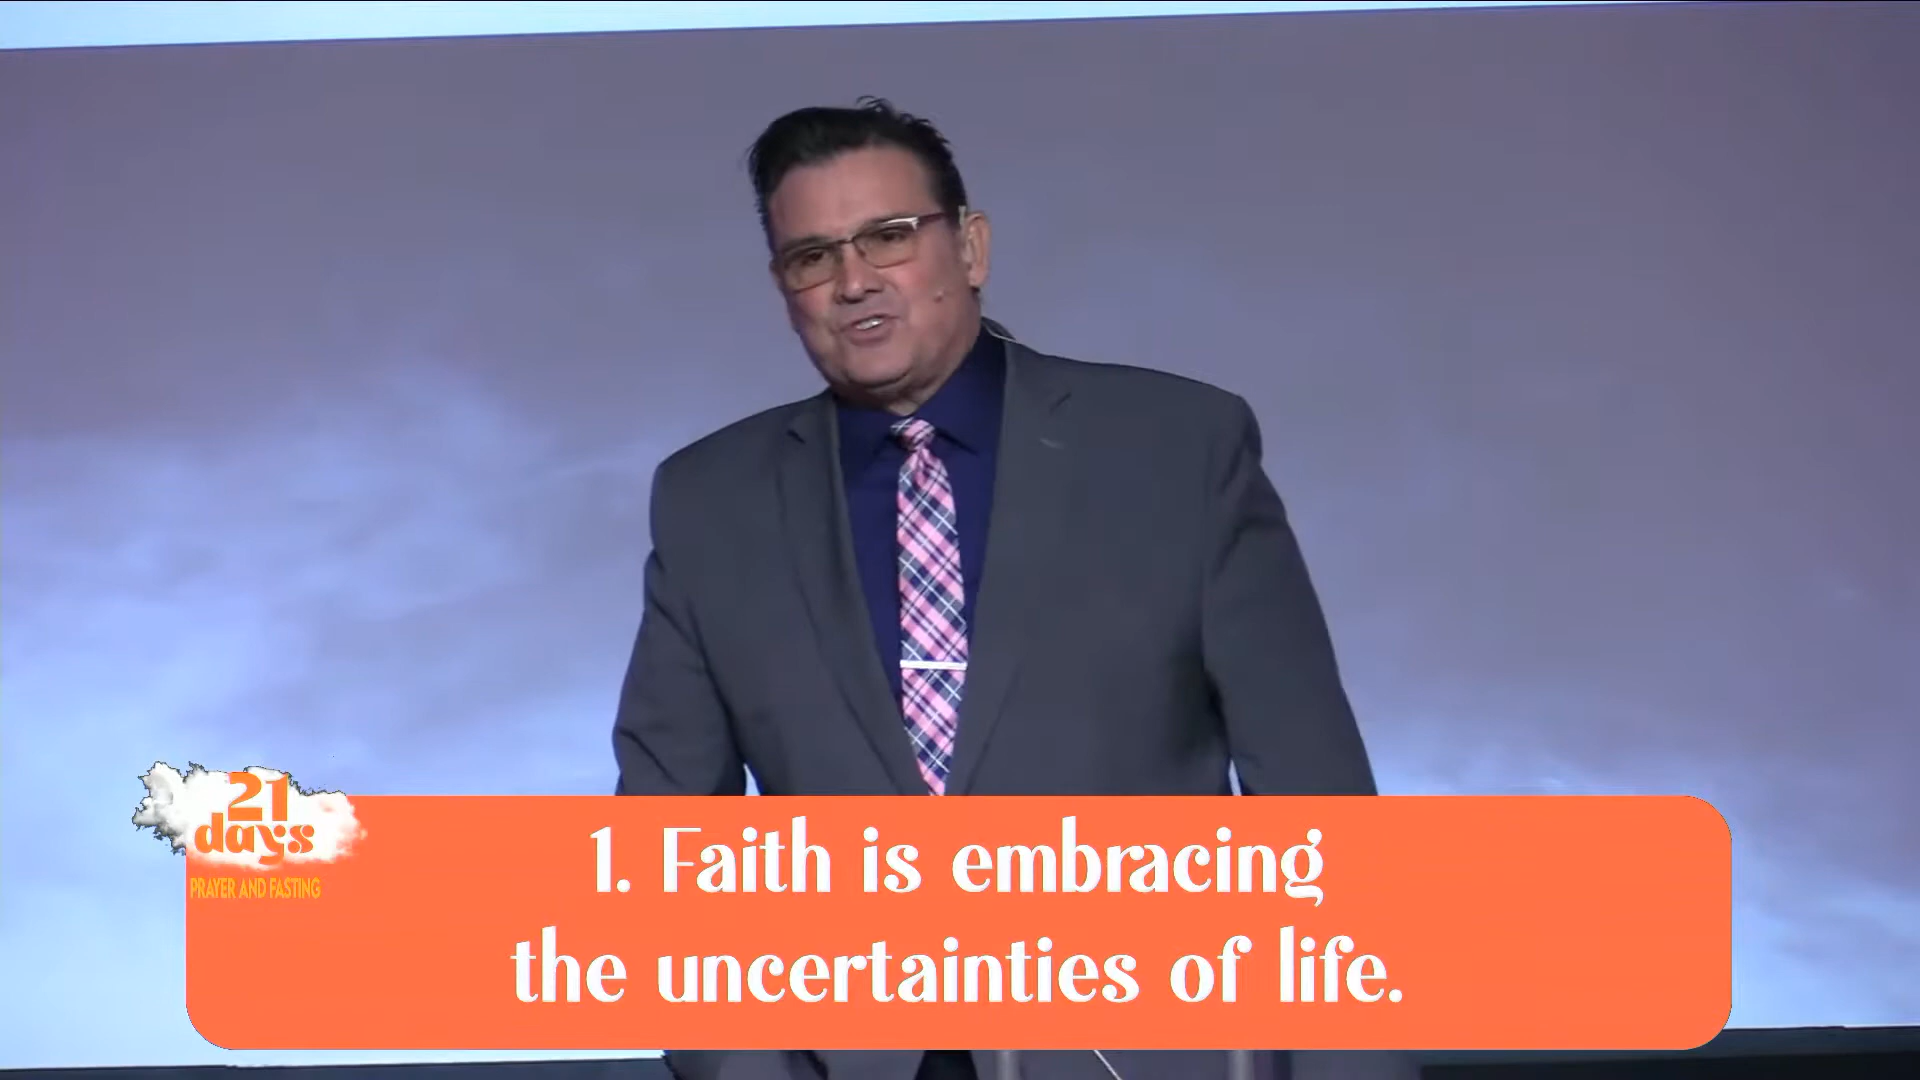 21
days
PRAYER AND FASTING
1. Faith is embracing
the uncertainties of life.